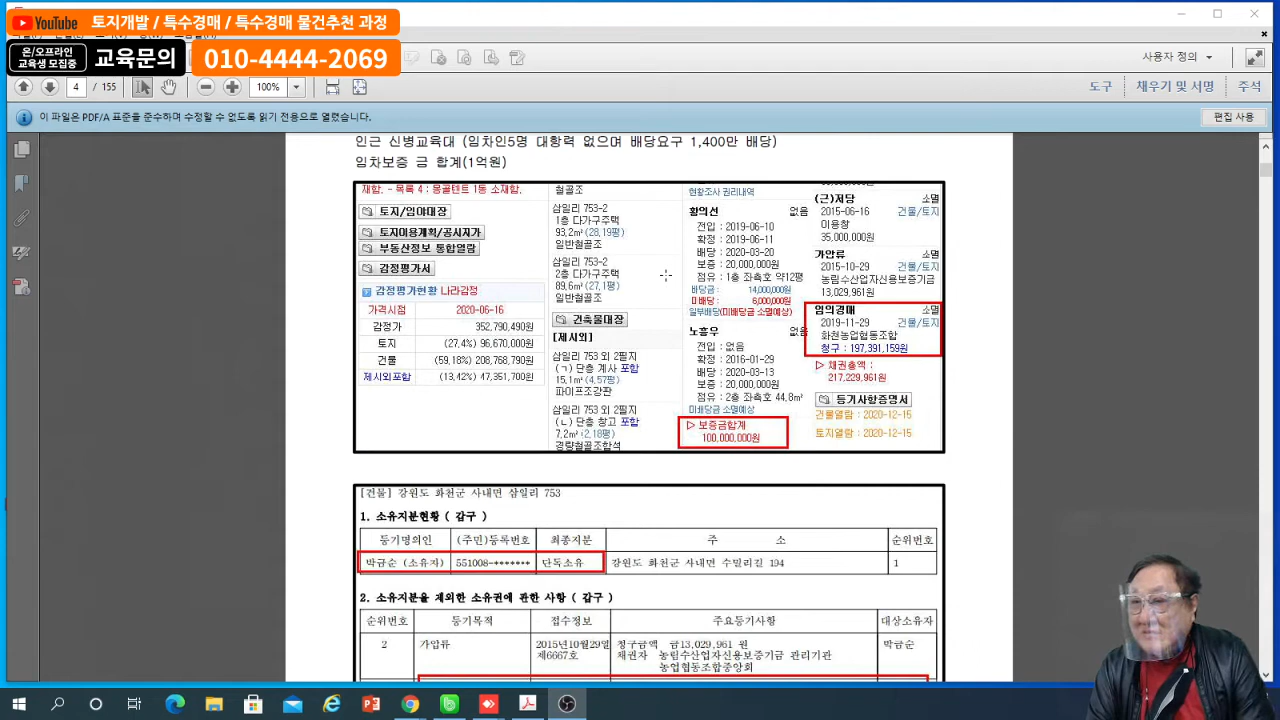 YouTube 토지개발 / 특수경매 / 특수경매 물건추천 과정
온/오프라인
교육생 모집중
교육문의
010-4444-2069
사용자 정의
4 / 155
100%
도구
채우기 및 서명
주석
이 파일은 PDF/A 표준을 준수하며 수정할 수 없도록 읽기 전용으로 열렸습니다.
편집 사용
인근 신병교육대 (임차인5명 대항력 없으며 배당요구 1,400만 배당)
임차보증 금 합계(1억원)
재함. - 목록 4 : 몽골텐트 1동 소재함.
토지/임야대장
토지이용계획/공시지가
부동산정보 통합열람
감정평가서
감정평가현황 나라감정
가격시점 2020-06-16
감정가 352,790,490원
토지 (27,4%) 96,670,000원
건물 (59,18%) 208,768,790원
제시외포함 (13,42%) 47,351,700원
철골조
삼일리 753-2
1층 다가구주택
93,2m²(28,19평)
일반철골조
삼일리 753-2
2층 다가구주택
89,6m²(27,1평)
일반철골조
건축물대장
[제시외]
삼일리 753 외 2필지
(ㄱ) 단층 계사 포함
15,1m²(4,57평)
파이프조강판
삼일리 753 외 2필지
(ㄴ) 단층 창고 포함
7,2m²(2,18평)
경량철골조함석
현황조사 권리내역
황의선 없음
전입 : 2019-06-10
확정 : 2019-06-11
배당 : 2020-03-20
보증 : 20,000,000원
점유 : 1층 좌측호 약12평
배당금 : 14,000,000원
미배당 : 6,000,000원
일부배당(미배당금 소멸예상)
노흥우 없음
전입 : 없음
확정 : 2016-01-29
배당 : 2020-03-13
보증 : 20,000,000원
점유 : 2층 좌측호 44,8m²
미배당금 소멸예상
▷ 보증금합계
100,000,000원
(근)저당 소멸
2015-06-16 건물/토지
이용창
35,000,000원
가압류 소멸
2015-10-29 건물/토지
농림수산업자신용보증기금
13,029,961원
임의경매 소멸
2019-11-29 건물/토지
화천농업협동조합
청구 : 197,391,159원
▷ 채권총액 :
217,229,961원
등기사항증명서
건물열람 : 2020-12-15
토지열람 : 2020-12-15
[건물] 강원도 화천군 사내면 삼일리 753
1. 소유지분현황 ( 갑구 )
등기명의인 (주민)등록번호 최종지분 주 소 순위번호
박금순 (소유자) 551008-******* 단독소유 강원도 화천군 사내면 수밀리길 194 1
2. 소유지분을 제외한 소유권에 관한 사항 ( 갑구 )
순위번호 등기목적 접수정보 주요등기사항 대상소유자
2 가압류 2015년10월29일 청구금액 금13,029,961 원 박금순
제6667호 채권자 농림수산업자신용보증기금 관리기관
농업협동조합중앙회